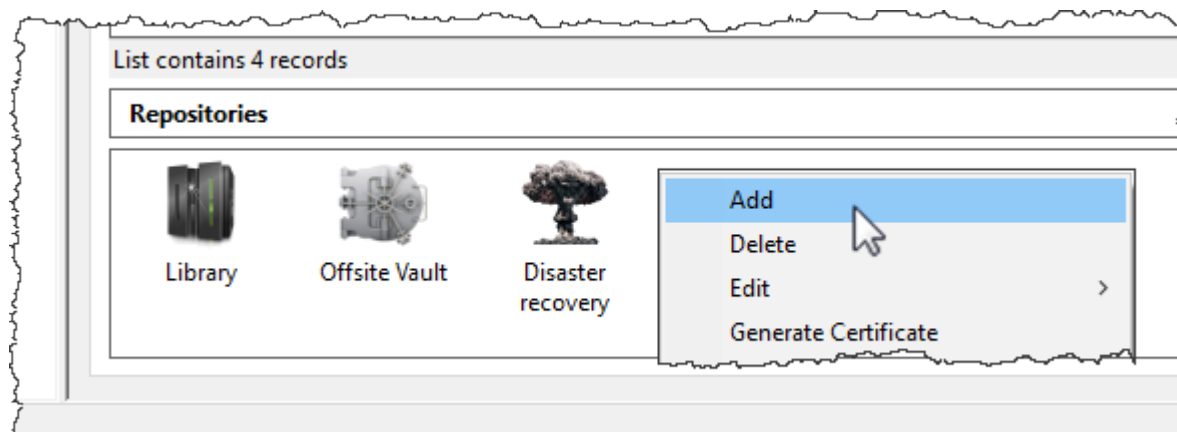 List contains 4 records
Repositories
Library
Offsite Vault
Disaster
recovery
Add
Delete
Edit
Generate Certificate